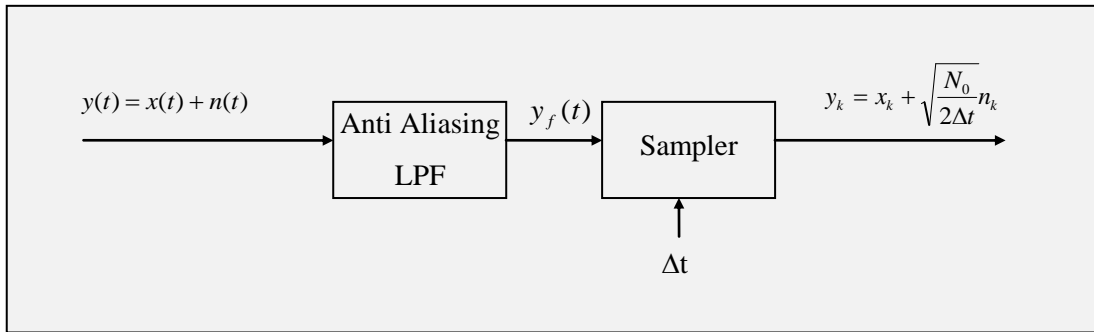 y(t) = x(t) + n(t)
Anti Aliasing
LPF
y_f(t)
Sampler
y_k = x_k + √(N_0/(2Δt)) n_k
Δt